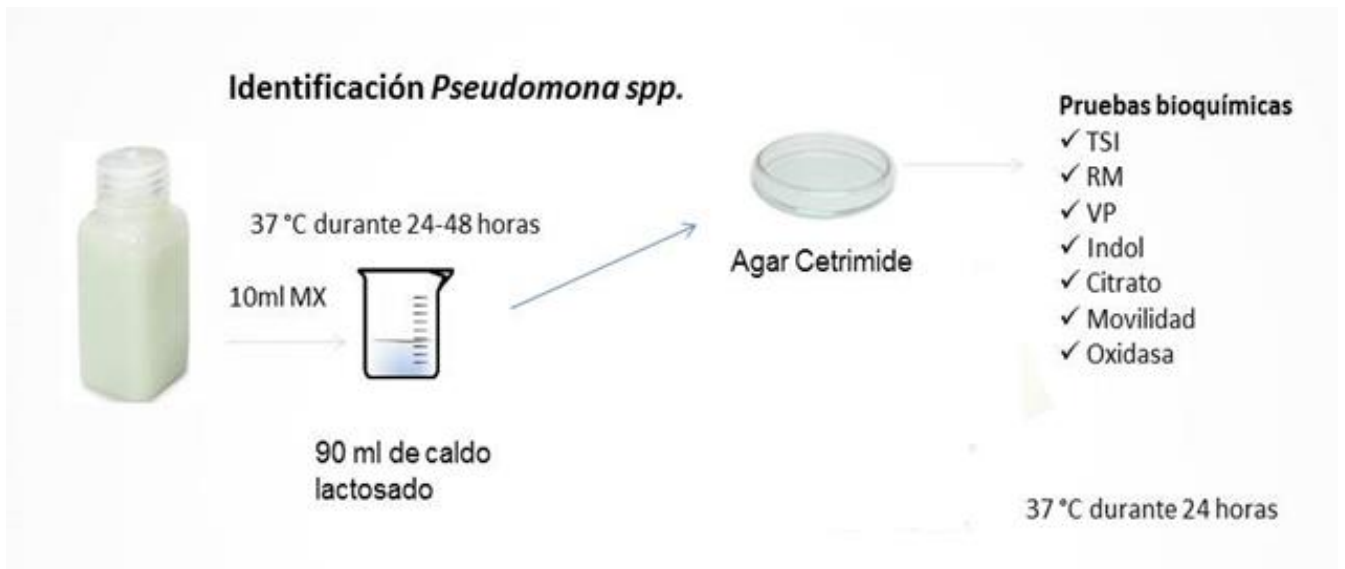 Identificación Pseudomona spp.
37 °C durante 24-48 horas
10ml MX
90 ml de caldo
lactosado
Agar Cetrimide
Pruebas bioquímicas
✓ TSI
✓ RM
✓ VP
✓ Indol
✓ Citrato
✓ Movilidad
✓ Oxidasa
37 °C durante 24 horas